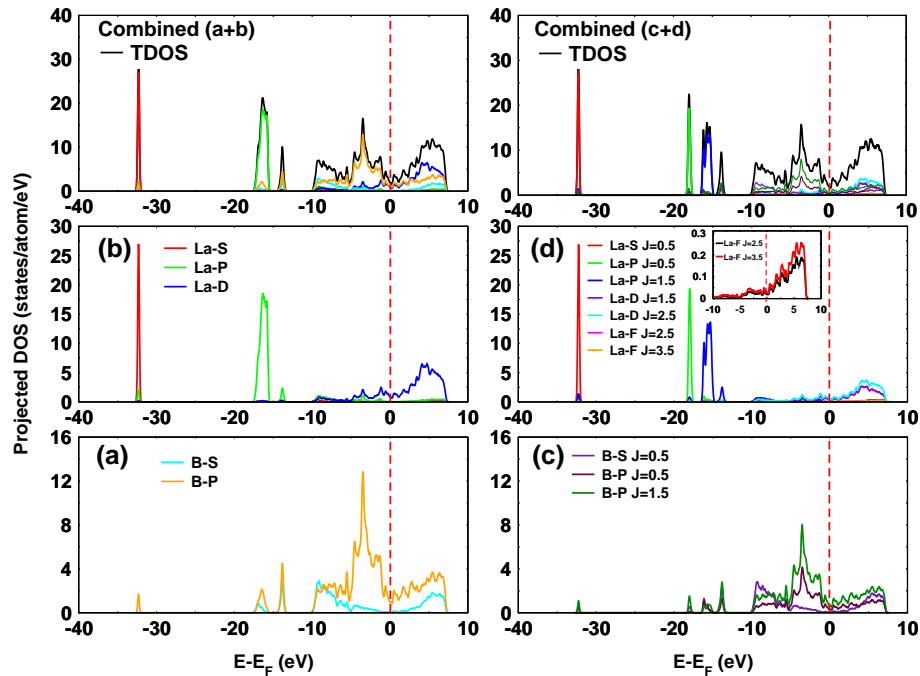 Combined (a+b)
TDOS
40
30
20
10
0
-40 -30 -20 -10 0 10
Combined (c+d)
TDOS
40
30
20
10
0
-40 -30 -20 -10 0 10
Projected DOS (states/atom/eV)
(b)
La-S
La-P
La-D
30
25
20
15
10
5
0
-40 -30 -20 -10 0 10
(d)
La-S J=0.5
La-P J=0.5
La-P J=1.5
La-D J=1.5
La-D J=2.5
La-F J=2.5
La-F J=3.5
30
25
20
15
10
5
0
-40 -30 -20 -10 0 10
La-F J=2.5
La-F J=3.5
0.3
0.2
0.1
0
-10 -5 0 5 10
(a)
B-S
B-P
16
12
8
4
0
-40 -30 -20 -10 0 10
E-EF (eV)
(c)
B-S J=0.5
B-P J=0.5
B-P J=1.5
16
12
8
4
0
-40 -30 -20 -10 0 10
E-EF (eV)